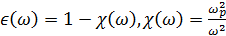 ϵ(ω) = 1 − χ(ω), χ(ω) = ω_p^2/ω^2